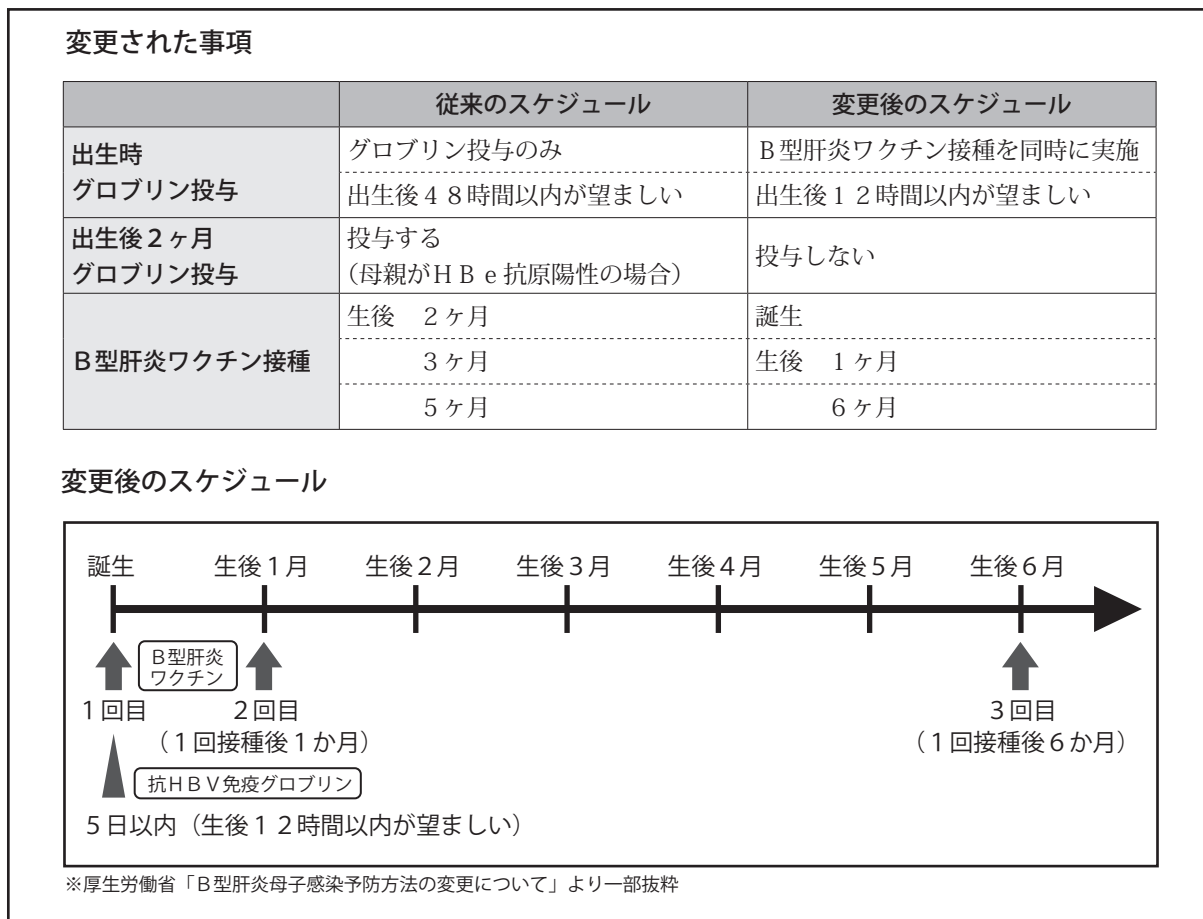 変更された事項
従来のスケジュール 変更後のスケジュール
出生時
グロブリン投与
グロブリン投与のみ
出生後４８時間以内が望ましい
Ｂ型肝炎ワクチン接種を同時に実施
出生後１２時間以内が望ましい
出生後２ヶ月
グロブリン投与
投与する
（母親がＨＢｅ抗原陽性の場合）
投与しない
Ｂ型肝炎ワクチン接種
生後　２ヶ月
３ヶ月
５ヶ月
誕生
生後　１ヶ月
６ヶ月
変更後のスケジュール
誕生 生後１月 生後２月 生後３月 生後４月 生後５月 生後６月
Ｂ型肝炎
ワクチン
１回目 ２回目 ３回目
（１回接種後１か月） （１回接種後６か月）
抗ＨＢＶ免疫グロブリン
５日以内（生後１２時間以内が望ましい）
※厚生労働省「Ｂ型肝炎母子感染予防方法の変更について」より一部抜粋